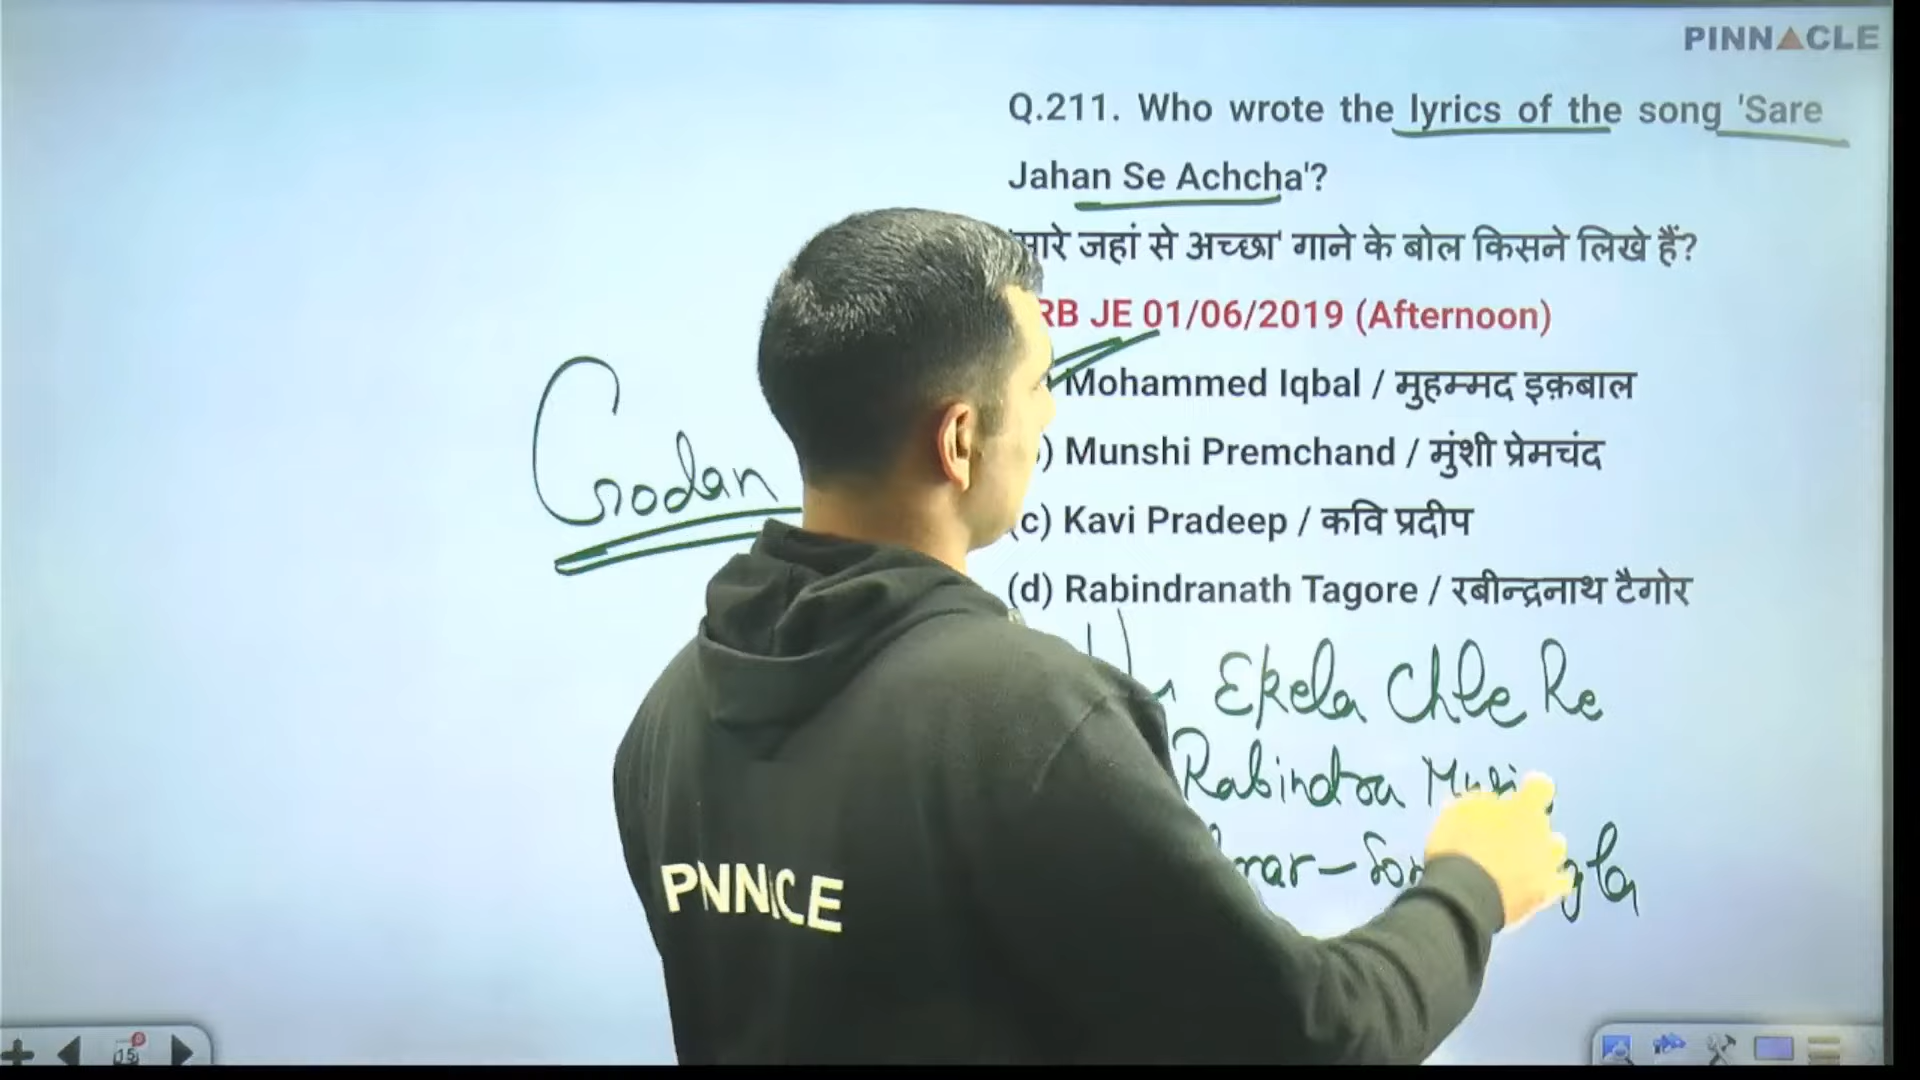 PINNACLE
Q.211. Who wrote the lyrics of the song 'Sare
Jahan Se Achcha'?
सारे जहां से अच्छा' गाने के बोल किसने लिखे हैं?
RB JE 01/06/2019 (Afternoon)
Mohammed Iqbal / मुहम्मद इक़बाल
) Munshi Premchand / मुंशी प्रेमचंद
(c) Kavi Pradeep / कवि प्रदीप
(d) Rabindranath Tagore / रबीन्द्रनाथ टैगोर
Godan
Ekela Chle Re
Rabindra
PNNCE
15